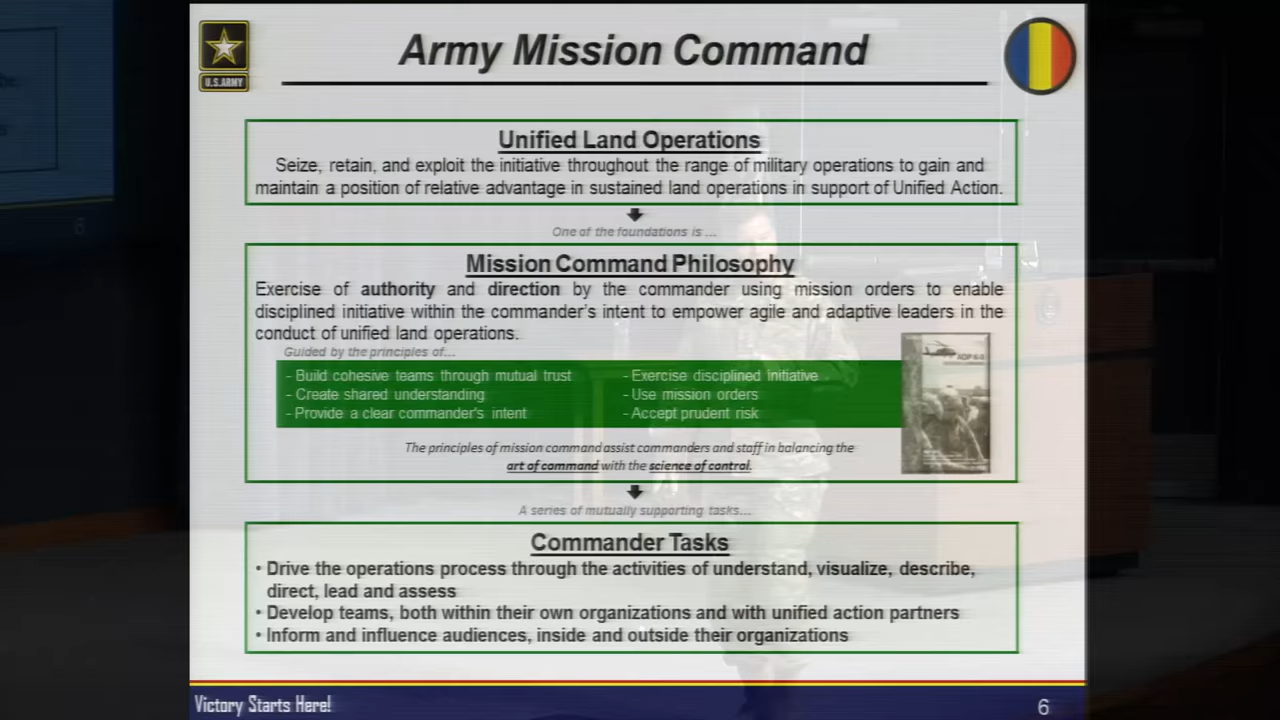 Army Mission Command
U.S.ARMY
Unified Land Operations
Seize, retain, and exploit the initiative throughout the range of military operations to gain and
maintain a position of relative advantage in sustained land operations in support of Unified Action.
One of the foundations is ...
Mission Command Philosophy
Exercise of authority and direction by the commander using mission orders to enable
disciplined initiative within the commander's intent to empower agile and adaptive leaders in the
conduct of unified land operations.
Guided by the principles of...
- Build cohesive teams through mutual trust
- Create shared understanding
- Provide a clear commander's intent
- Exercise disciplined Initiative
- Use mission orders
- Accept prudent risk
ADP 6-0
The principles of mission command assist commanders and staff in balancing the
art of command with the science of control.
A series of mutually supporting tasks...
Commander Tasks
• Drive the operations process through the activities of understand, visualize, describe,
direct, lead and assess
• Develop teams, both within their own organizations and with unified action partners
• Inform and influence audiences, inside and outside their organizations
Victory Starts Here!
6
6